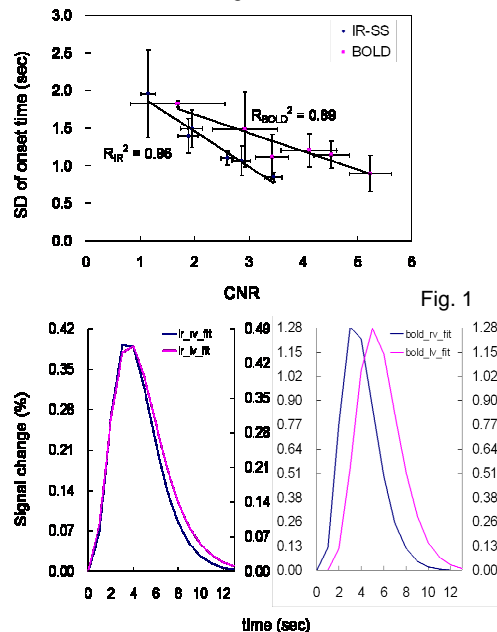 3.0
2.5
2.0
1.5
1.0
0.5
0.0
SD of onset time (sec)
IR-SS
BOLD
R_BOLD² = 0.89
R_IR² = 0.96
0 1 2 3 4 5 6
CNR
Fig. 1
0.42
0.35
0.28
0.21
0.14
0.07
0.00
Signal change (%)
ir_rv_fit
ir_lv_fit
0.49
0.42
0.35
0.28
0.21
0.14
0.07
0.00
0 2 4 6 8 10 12
1.28
1.15
1.02
0.90
0.77
0.64
0.51
0.38
0.26
0.13
0.00
bold_rv_fit
bold_lv_fit
1.28
1.15
1.02
0.90
0.77
0.64
0.51
0.38
0.26
0.13
0.00
0 2 4 6 8 10 12
time (sec)